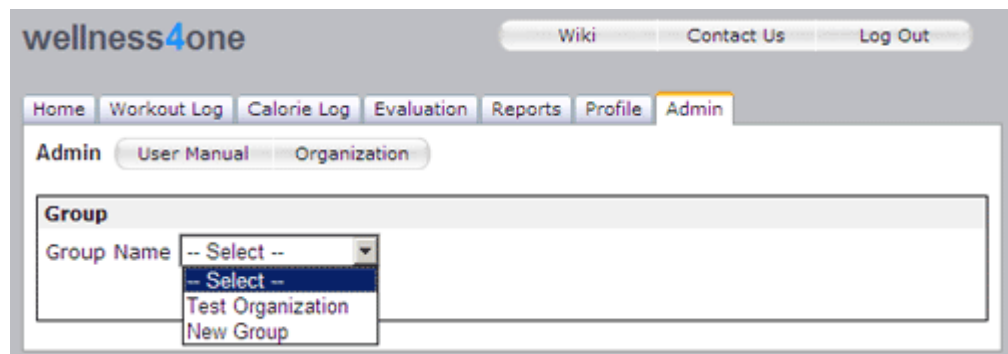 wellness4one
Wiki Contact Us Log Out
Home Workout Log Calorie Log Evaluation Reports Profile Admin
Admin User Manual Organization
Group
Group Name -- Select --
-- Select --
Test Organization
New Group